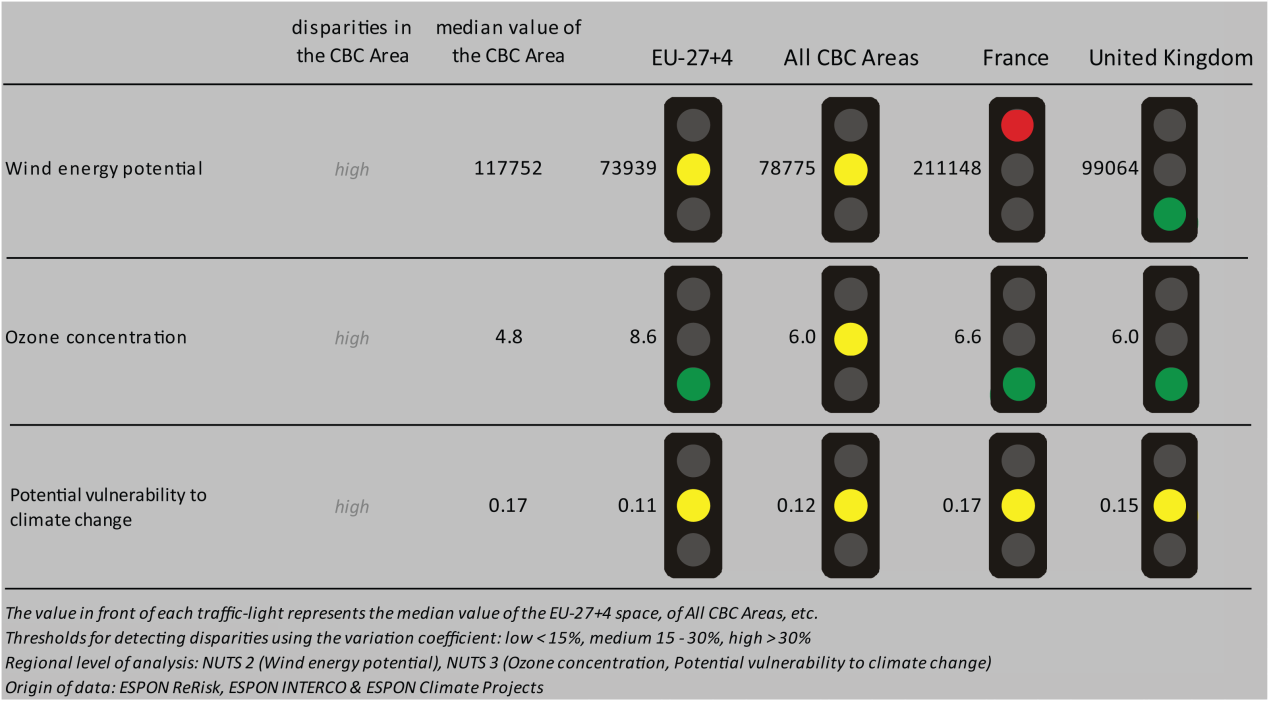 disparities in
the CBC Area
median value of
the CBC Area
EU-27+4
All CBC Areas
France
United Kingdom
Wind energy potential
high
117752
73939
78775
211148
99064
Ozone concentration
high
4.8
8.6
6.0
6.6
6.0
Potential vulnerability to
climate change
high
0.17
0.11
0.12
0.17
0.15
The value in front of each traffic-light represents the median value of the EU-27+4 space, of All CBC Areas, etc.
Thresholds for detecting disparities using the variation coefficient: low < 15%, medium 15 - 30%, high > 30%
Regional level of analysis: NUTS 2 (Wind energy potential), NUTS 3 (Ozone concentration, Potential vulnerability to climate change)
Origin of data: ESPON ReRisk, ESPON INTERCO & ESPON Climate Projects